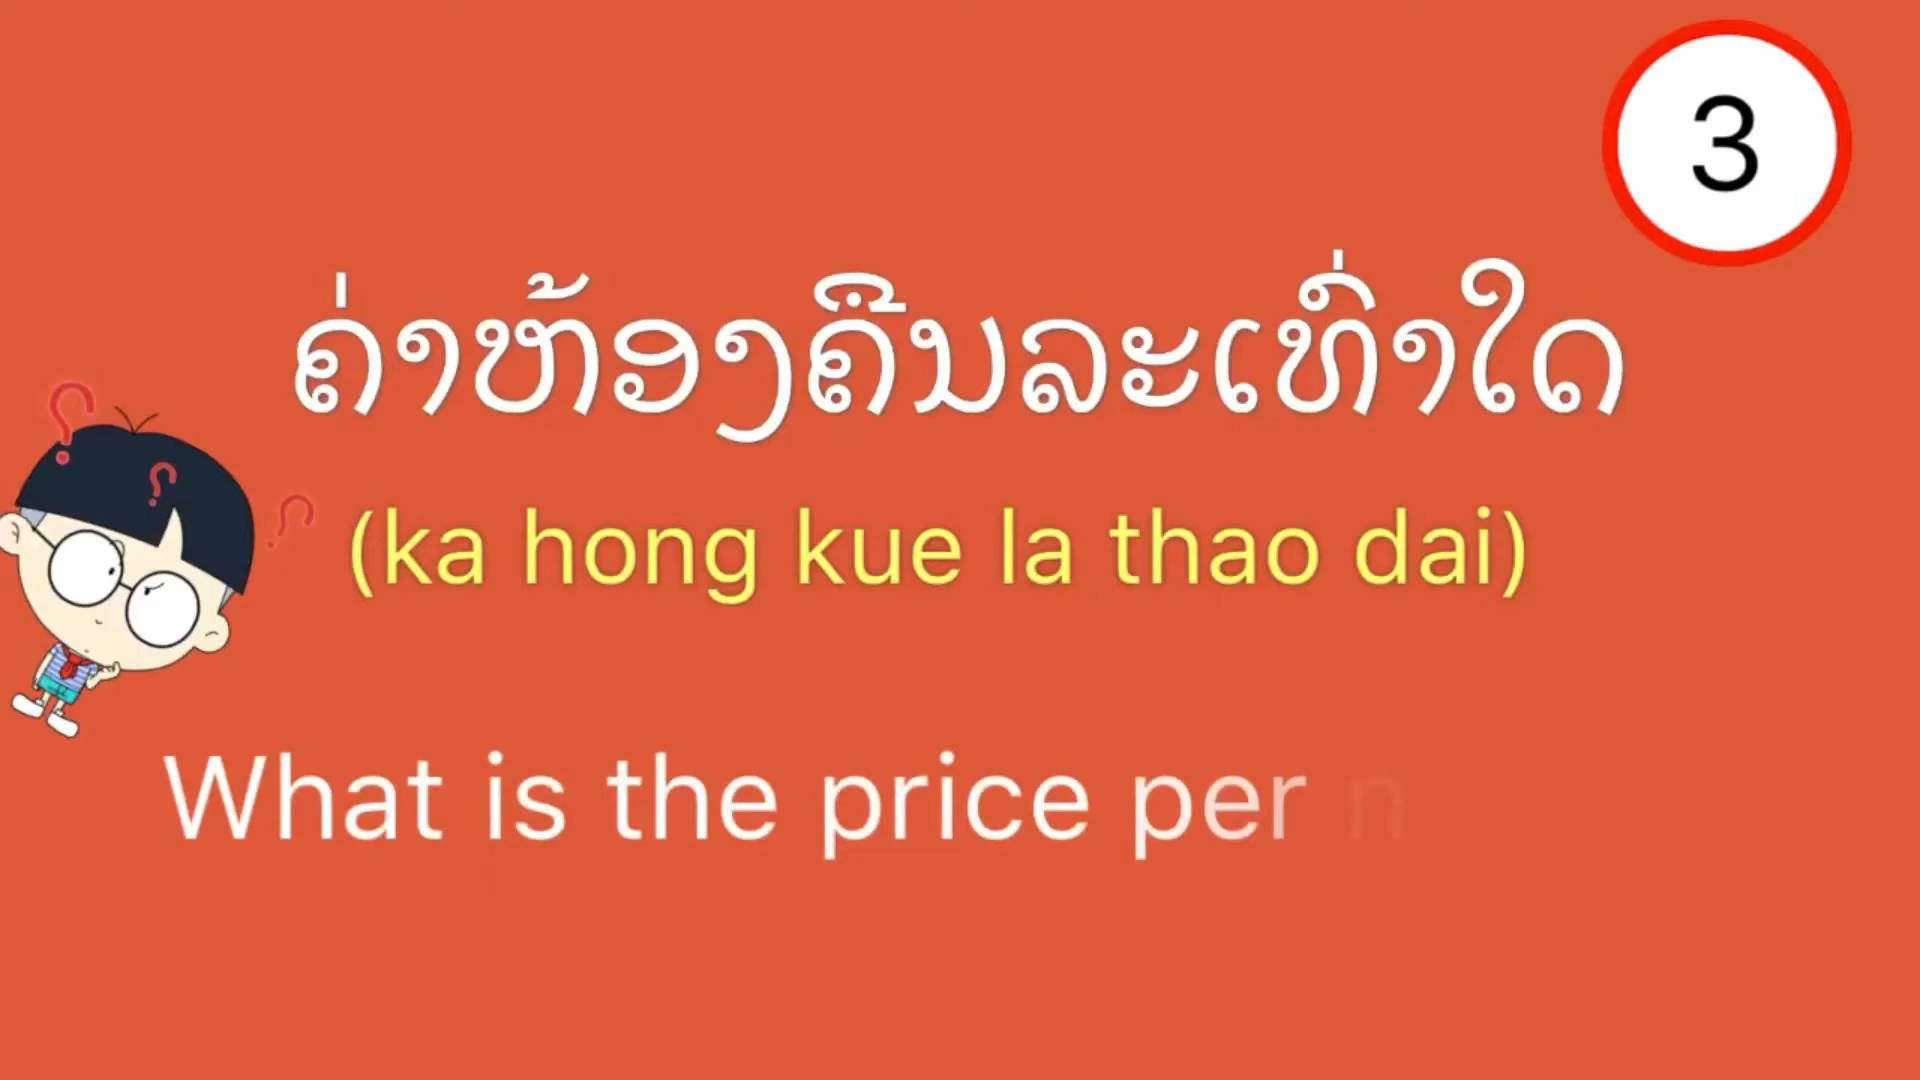 3
ຄ່າຫ້ອງຄືນລະເທົ່າໃດ
(ka hong kue la thao dai)
What is the price per n